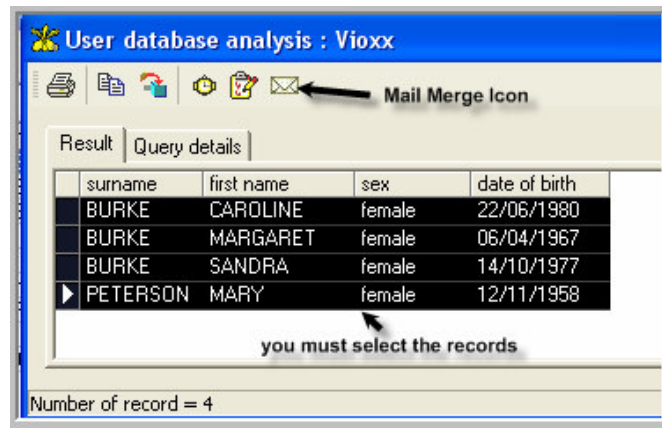 User database analysis : Vioxx
Mail Merge Icon
Result Query details
surname first name sex date of birth
BURKE CAROLINE female 22/06/1980
BURKE MARGARET female 06/04/1967
BURKE SANDRA female 14/10/1977
PETERSON MARY female 12/11/1958
you must select the records
Number of record = 4